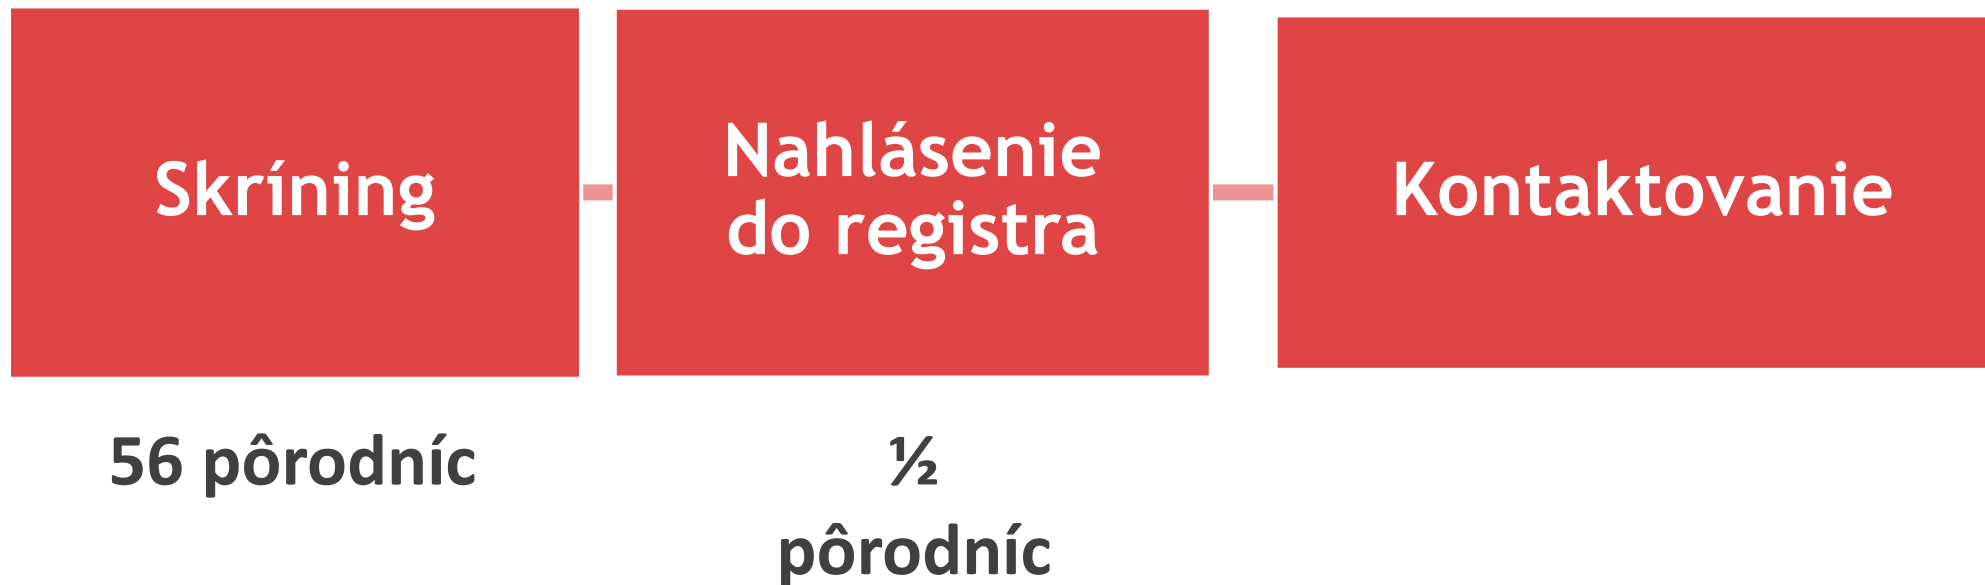 Skríning
Nahlásenie
do registra
Kontaktovanie
56 pôrodníc
½
pôrodníc